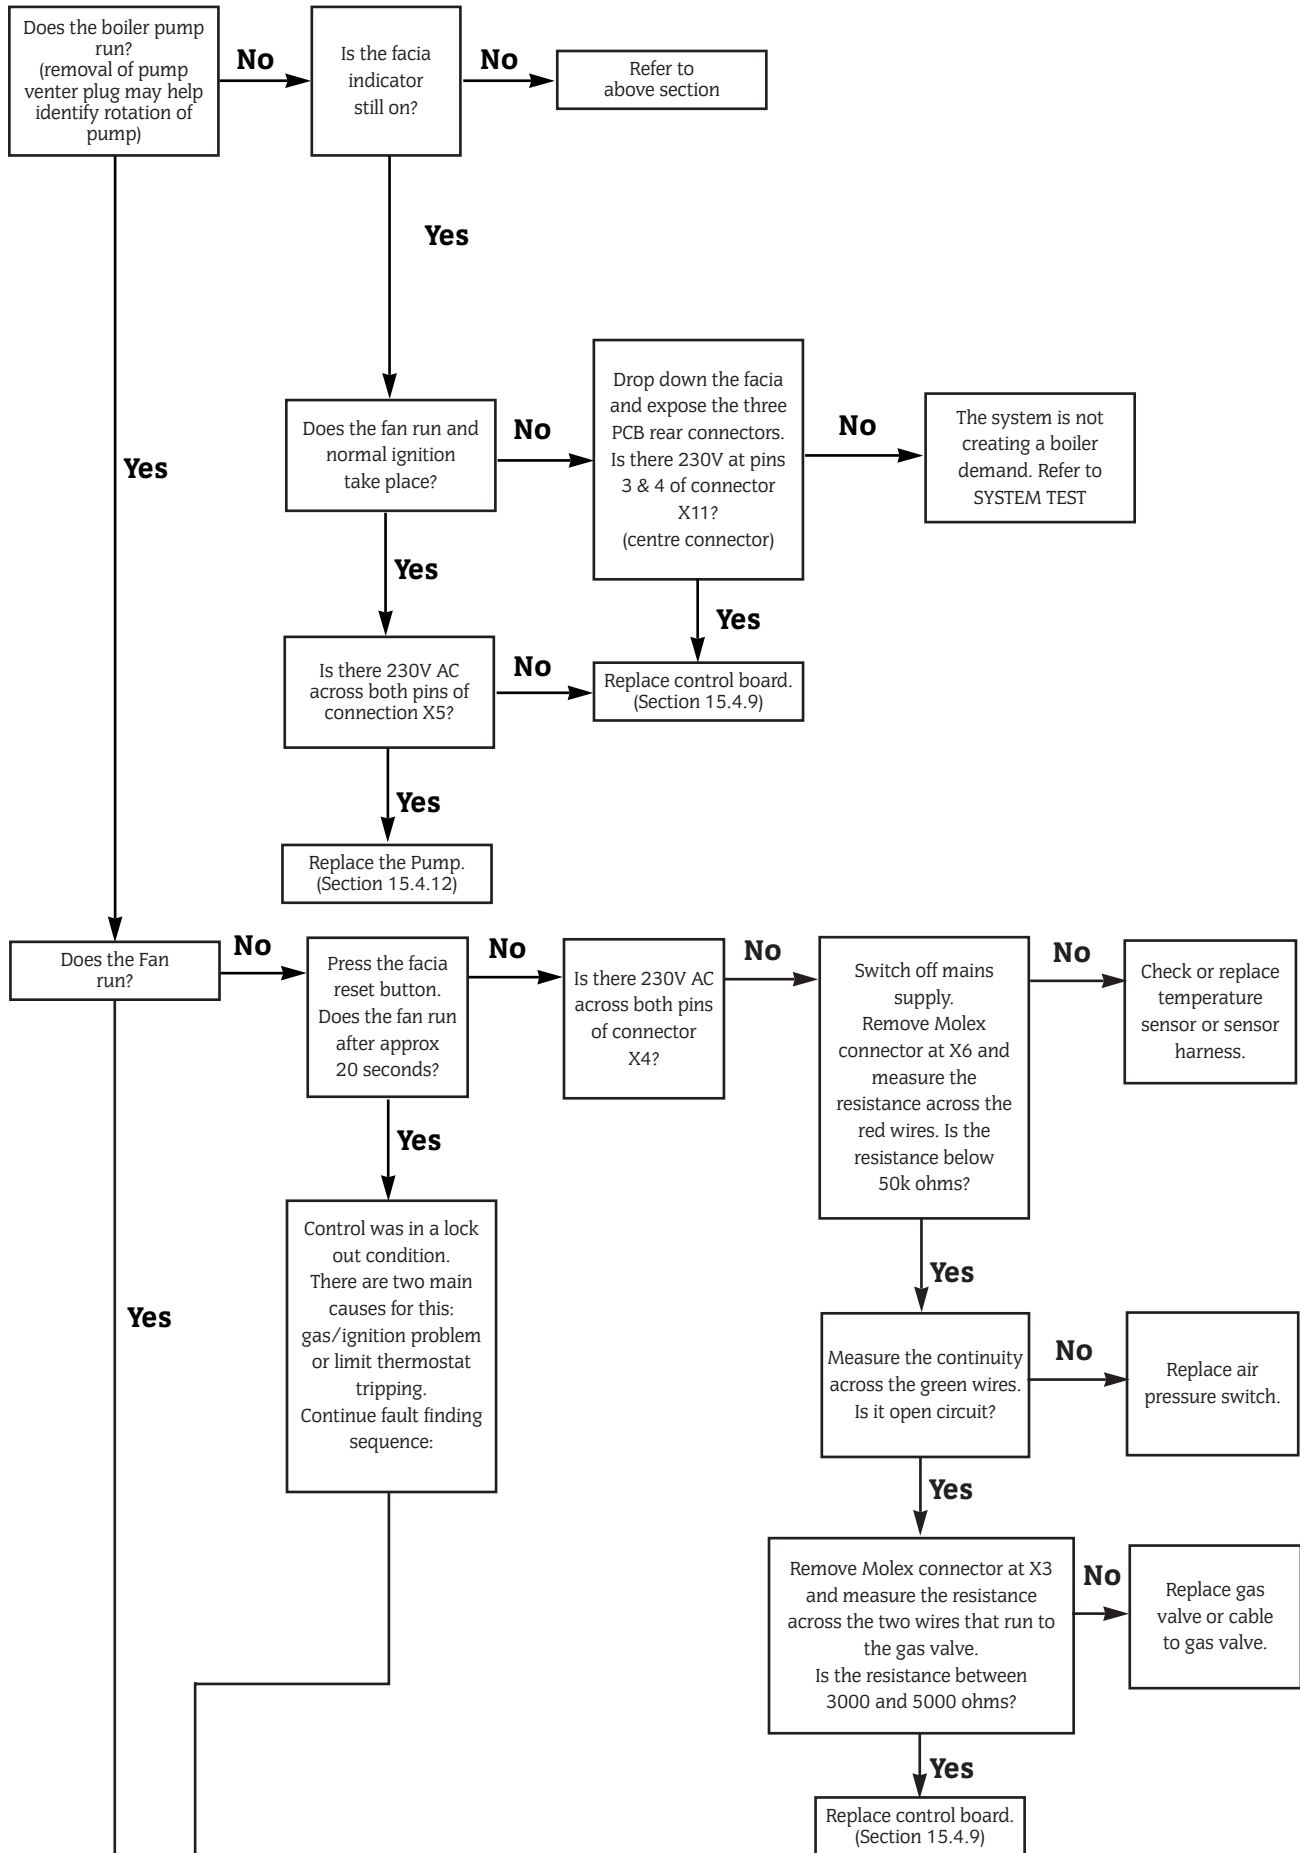 Does the boiler pump
run?
(removal of pump
venter plug may help
identify rotation of
pump)
No
Is the facia
indicator
still on?
No
Refer to
above section
Yes
Yes
Does the fan run and
normal ignition
take place?
No
Drop down the facia
and expose the three
PCB rear connectors.
Is there 230V at pins
3 & 4 of connector
X11?
(centre connector)
No
The system is not
creating a boiler
demand. Refer to
SYSTEM TEST
Yes
Yes
Is there 230V AC
across both pins of
connection X5?
No
Replace control board.
(Section 15.4.9)
Yes
Replace the Pump.
(Section 15.4.12)
Does the Fan
run?
No
Press the facia
reset button.
Does the fan run
after approx
20 seconds?
No
Is there 230V AC
across both pins
of connector
X4?
No
Switch off mains
supply.
Remove Molex
connector at X6 and
measure the
resistance across the
red wires. Is the
resistance below
50k ohms?
No
Check or replace
temperature
sensor or sensor
harness.
Yes
Control was in a lock
out condition.
There are two main
causes for this:
gas/ignition problem
or limit thermostat
tripping.
Continue fault finding
sequence:
Yes
Yes
Measure the continuity
across the green wires.
Is it open circuit?
No
Replace air
pressure switch.
Yes
Remove Molex connector at X3
and measure the resistance
across the two wires that run to
the gas valve.
Is the resistance between
3000 and 5000 ohms?
No
Replace gas
valve or cable
to gas valve.
Yes
Replace control board.
(Section 15.4.9)